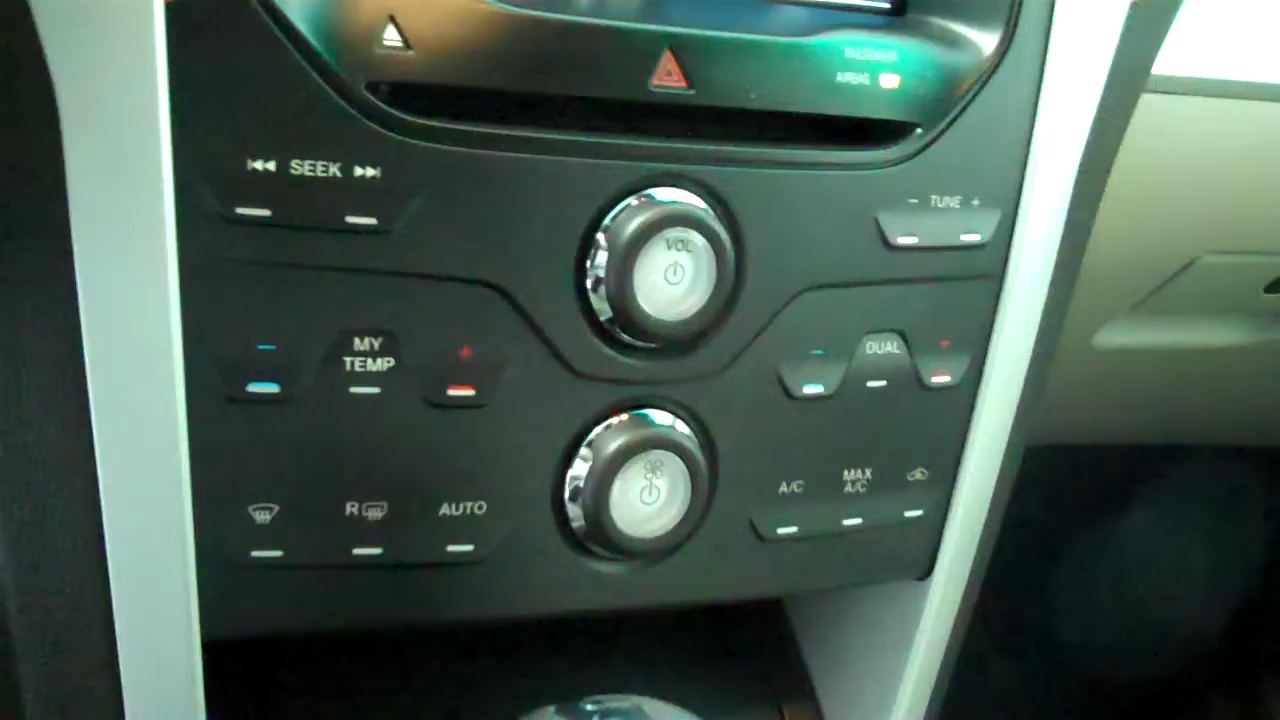 PASSENGER
AIRBAG
SEEK
− TUNE +
VOL
− MY +
TEMP
− DUAL +
R
AUTO
A/C
MAX
A/C